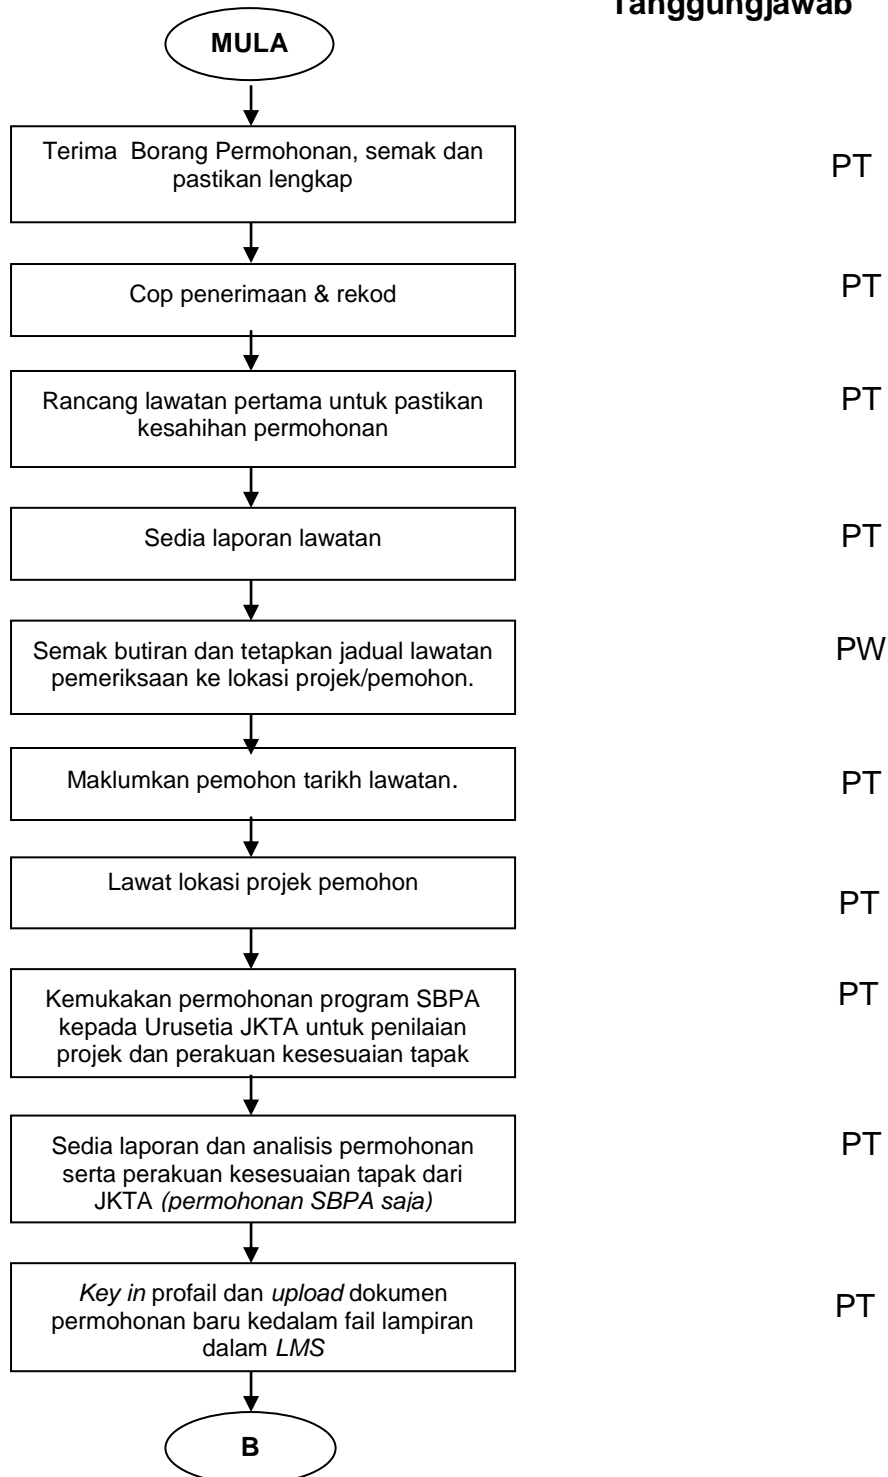 Tanggungjawab
MULA
Terima Borang Permohonan, semak dan
pastikan lengkap
PT
Cop penerimaan & rekod
PT
Rancang lawatan pertama untuk pastikan
kesahihan permohonan
PT
Sedia laporan lawatan
PT
Semak butiran dan tetapkan jadual lawatan
pemeriksaan ke lokasi projek/pemohon.
PW
Maklumkan pemohon tarikh lawatan.
PT
Lawat lokasi projek pemohon
PT
Kemukakan permohonan program SBPA
kepada Urusetia JKTA untuk penilaian
projek dan perakuan kesesuaian tapak
PT
Sedia laporan dan analisis permohonan
serta perakuan kesesuaian tapak dari
JKTA (permohonan SBPA saja)
PT
Key in profail dan upload dokumen
permohonan baru kedalam fail lampiran
dalam LMS
PT
B